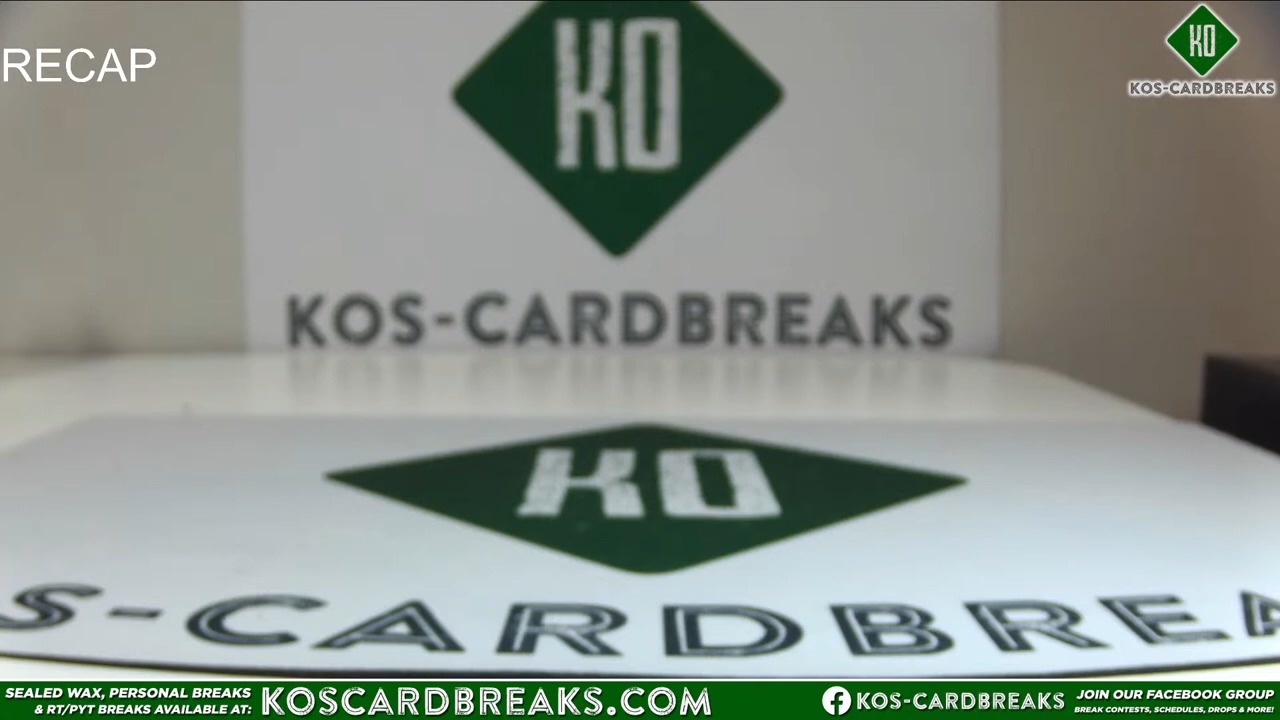 RECAP
KO
KOS-CARDBREAKS
KO
KOS-CARDBREAKS
KO
S-CARDBREA
SEALED WAX, PERSONAL BREAKS
& RT/PYT BREAKS AVAILABLE AT:
KOSCARDBREAKS.COM
KOS-CARDBREAKS
JOIN OUR FACEBOOK GROUP
BREAK CONTESTS, SCHEDULES, DROPS & MORE!